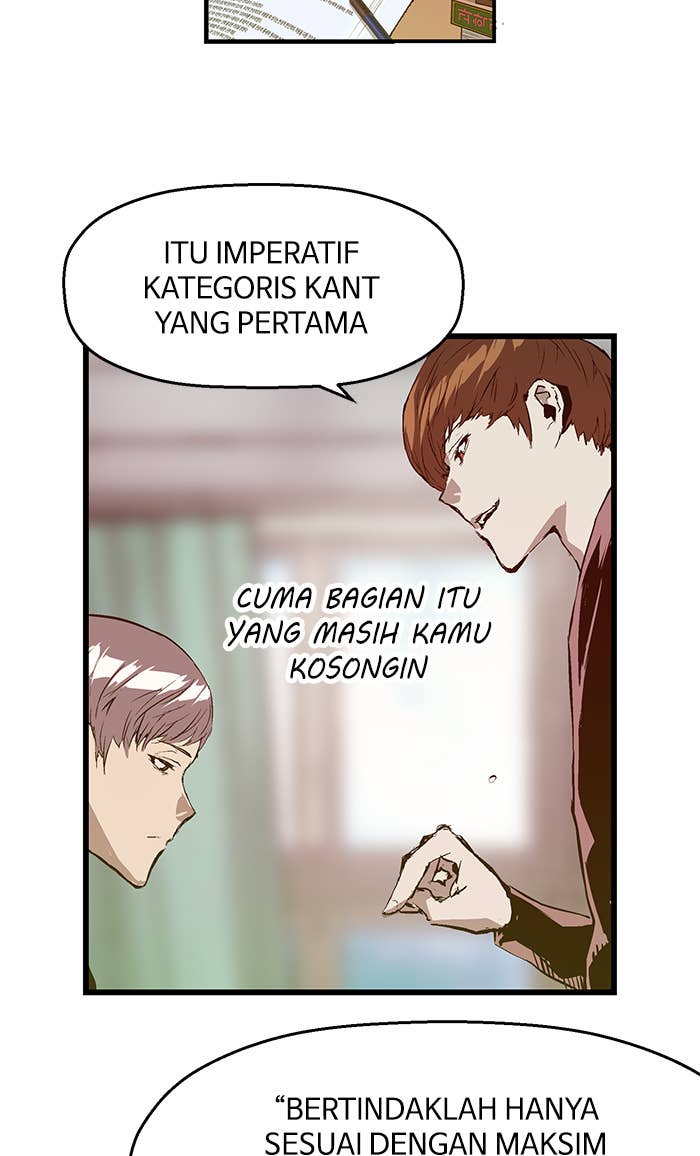 ITU IMPERATIF
KATEGORIS KANT
YANG PERTAMA
CUMA BAGIAN ITU
YANG MASIH KAMU
KOSONGIN
"BERTINDAKLAH HANYA
SESUAI DENGAN MAKSIM